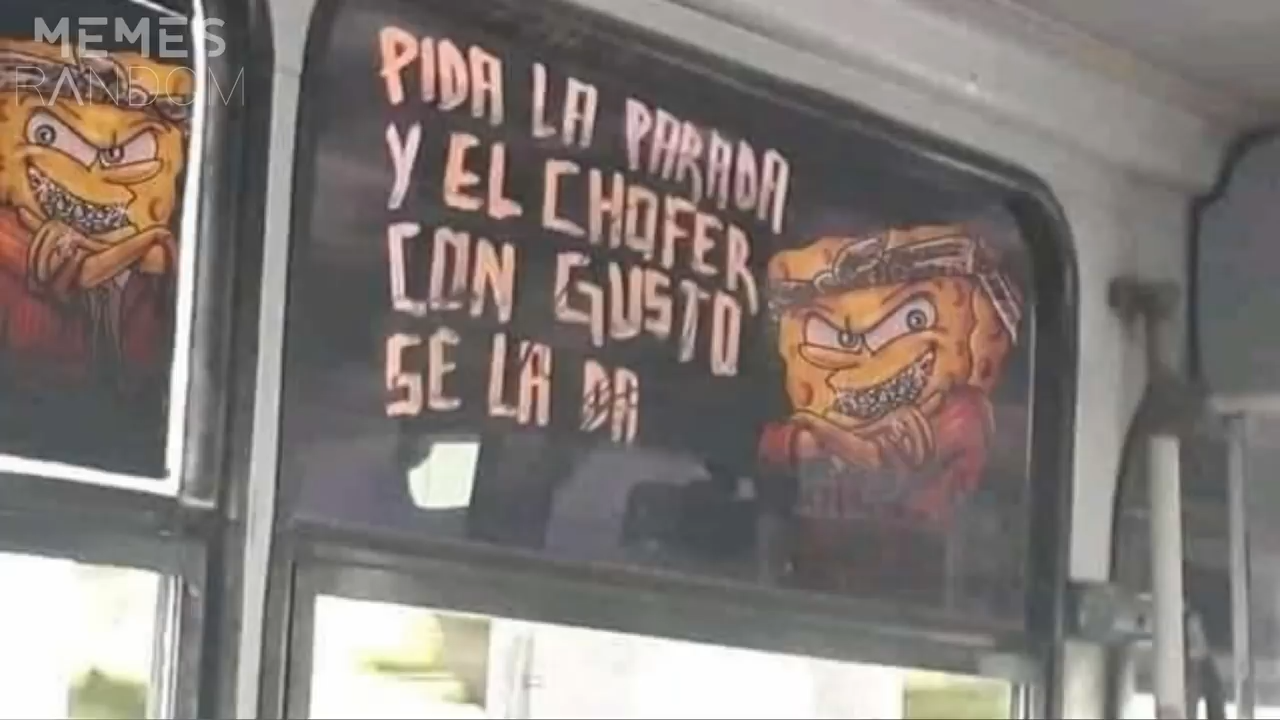 MEMES
RANDOM
PIDA LA PARADA
Y EL CHOFER
CON GUSTO
SE LA DA